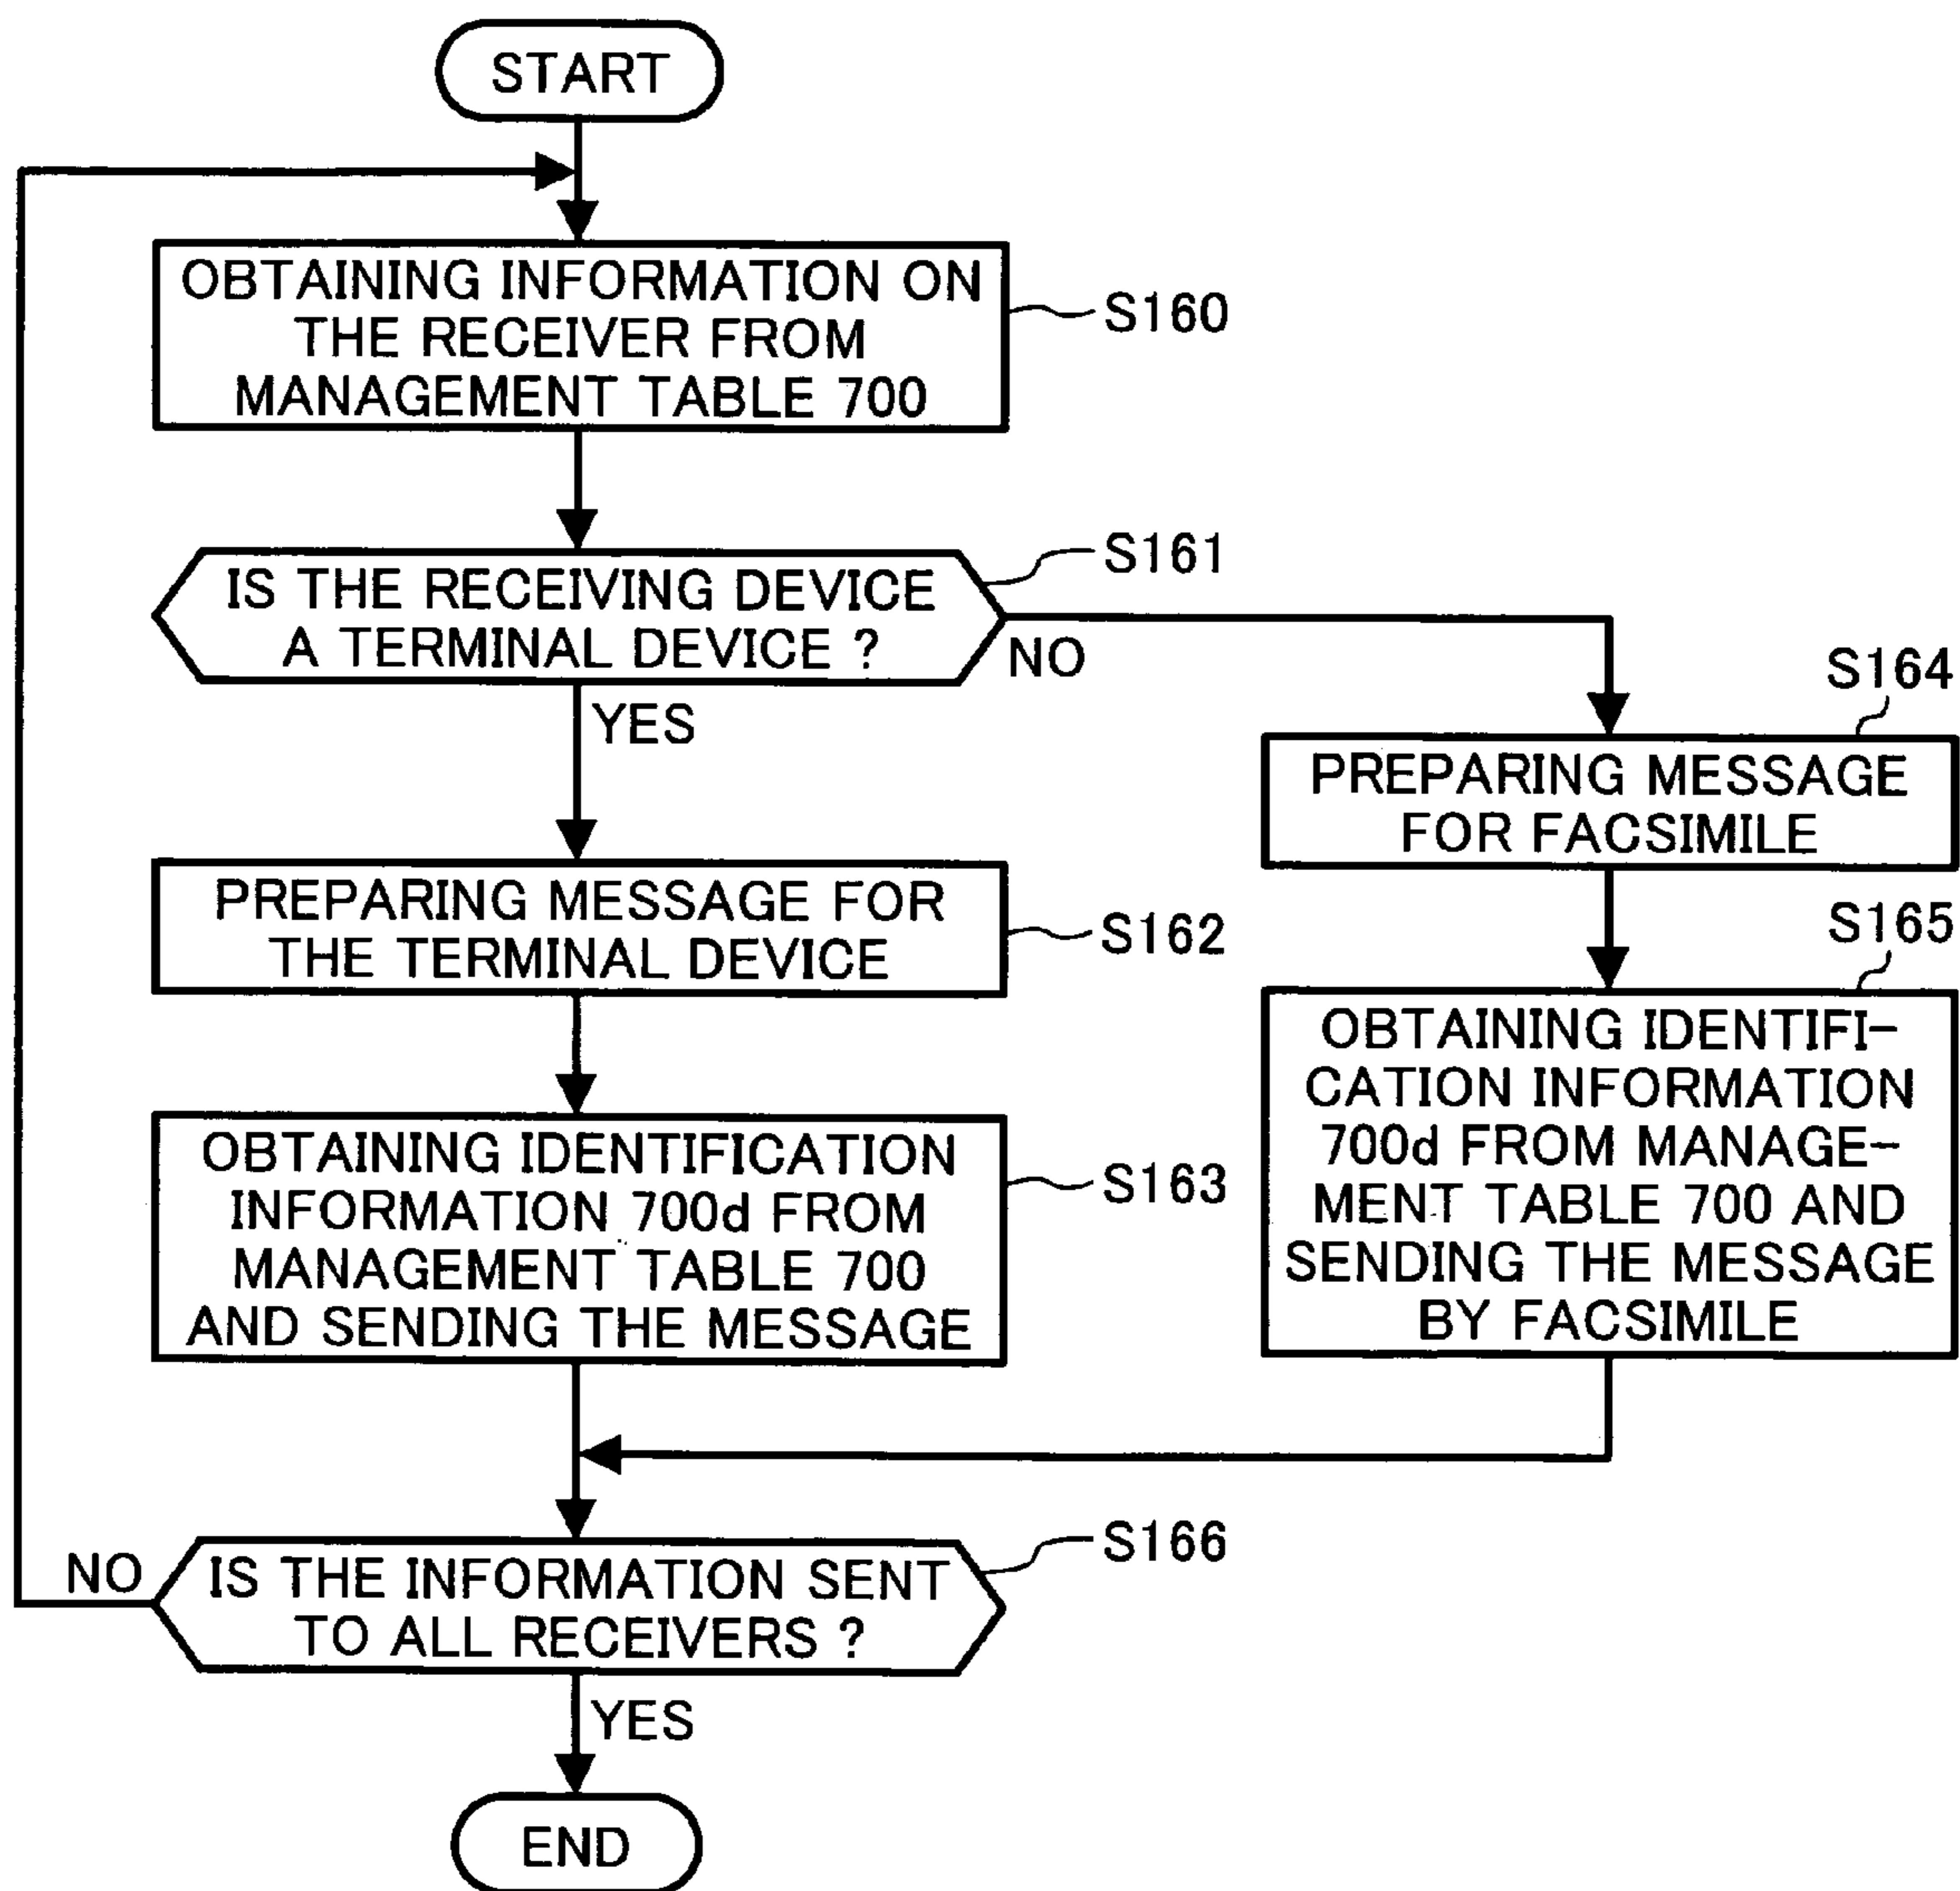 START
OBTAINING INFORMATION ON
THE RECEIVER FROM
MANAGEMENT TABLE 700
S160
IS THE RECEIVING DEVICE
A TERMINAL DEVICE ?
S161
NO
YES
S164
PREPARING MESSAGE
FOR FACSIMILE
PREPARING MESSAGE FOR
THE TERMINAL DEVICE
S162
S165
OBTAINING IDENTIFI-
CATION INFORMATION
700d FROM MANAGE-
MENT TABLE 700 AND
SENDING THE MESSAGE
BY FACSIMILE
OBTAINING IDENTIFICATION
INFORMATION 700d FROM
MANAGEMENT TABLE 700
AND SENDING THE MESSAGE
S163
IS THE INFORMATION SENT
TO ALL RECEIVERS ?
S166
NO
YES
END